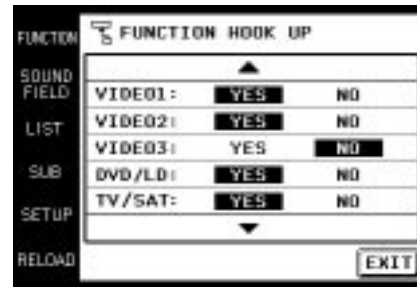 FUNCTION
SOUND
FIELD
LIST
SUB
SETUP
RELOAD
FUNCTION HOOK UP
VIDEO1: YES NO
VIDEO2: YES NO
VIDEO3: YES NO
DVD/LD: YES NO
TV/SAT: YES NO
EXIT